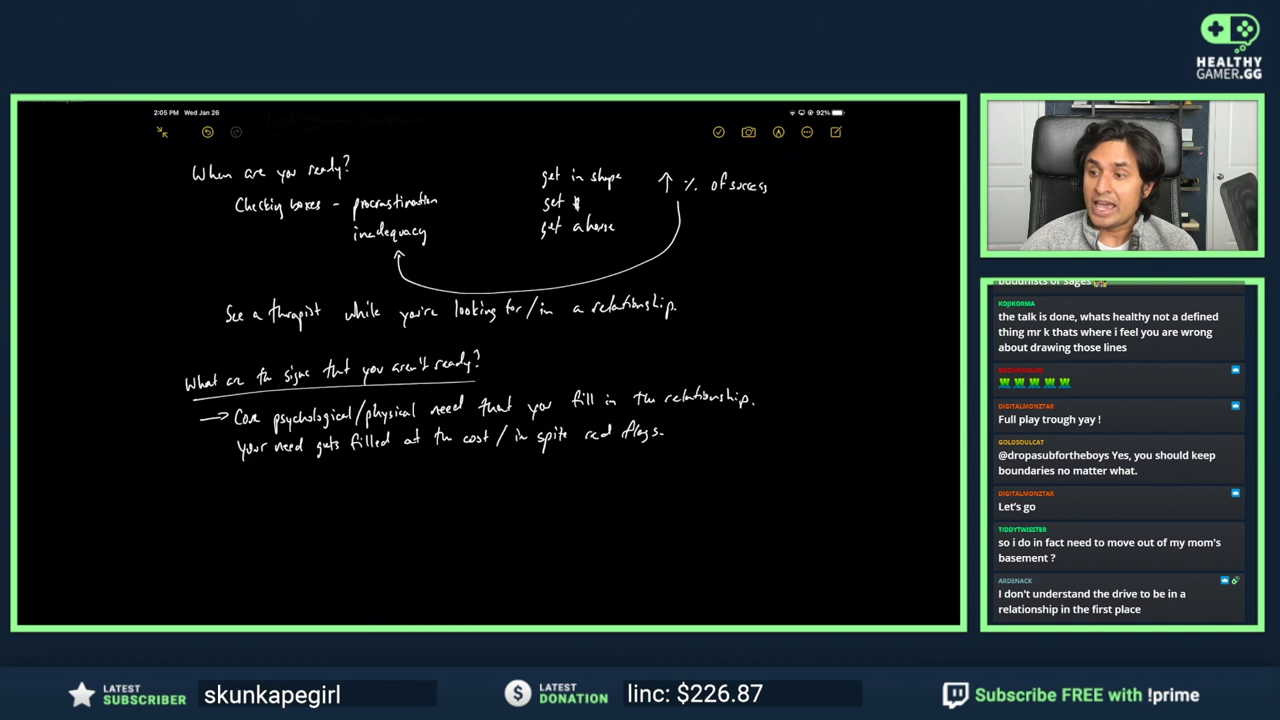 HEALTHY
GAMER.GG
2:05 PM Wed Jan 26
92%
When are you ready?
Checking boxes - procrastination
inadequacy
get in shape
get $
get a house
↑ % of success
See a therapist while you're looking for/in a relationship.
What are the signs that you aren't ready?
→ Core psychological/physical need that you fill in the relationship.
Your need gets filled at the cost / in spite red flags.
buddhists or sages
KOJIKORMA
the talk is done, whats healthy not a defined
thing mr k thats where i feel you are wrong
about drawing those lines
BROWNMAURI
W W W W W
DIGITALMONZTAR
Full play trough yay !
GOLDSOULCAT
@dropasubfortheboys Yes, you should keep
boundaries no matter what.
DIGITALMONZTAR
Let's go
TIDDYTWISSTER
so i do in fact need to move out of my mom's
basement ?
ARDENACK
I don't understand the drive to be in a
relationship in the first place
LATEST
SUBSCRIBER
skunkapegirl
LATEST
DONATION
linc: $226.87
Subscribe FREE with !prime